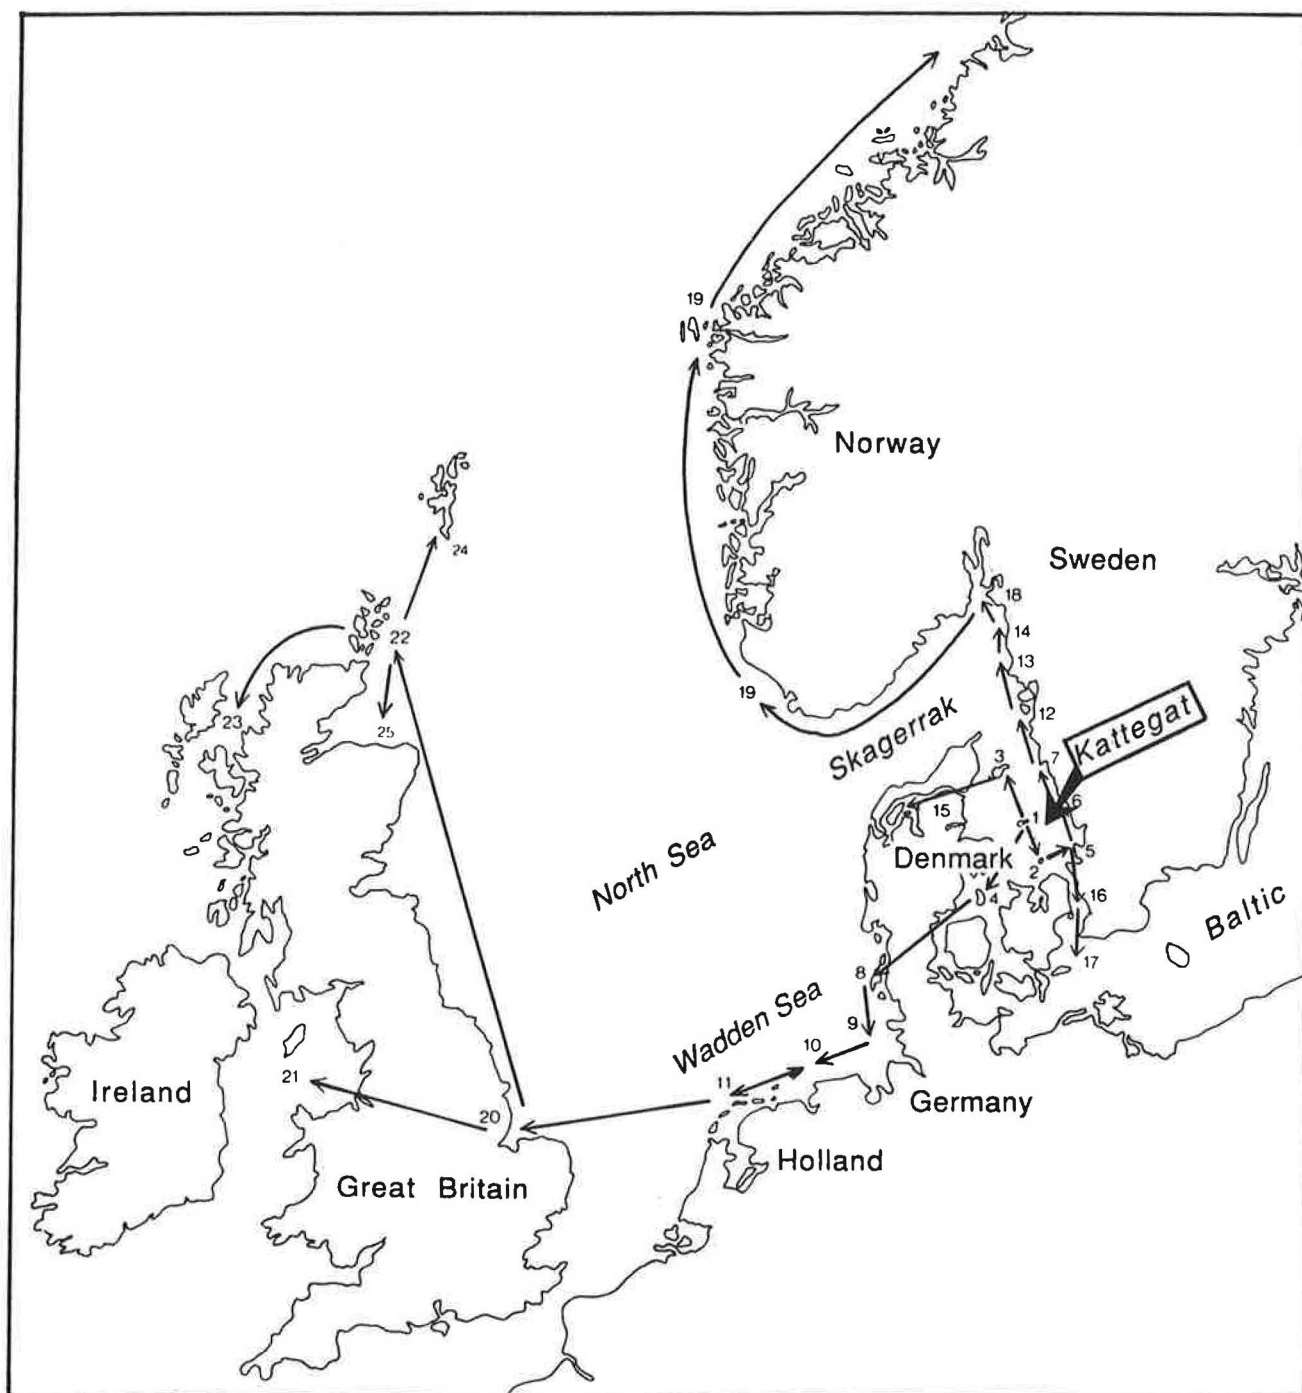 19
Norway
Sweden
24
18
22
14
13
19
23
25
12
Skagerrak
Kattegat
3
7
6
15
1
North Sea
Denmark
5
2
4
16
Baltic
17
8
Wadden Sea
9
10
21
11
Ireland
Germany
20
Holland
Great Britain